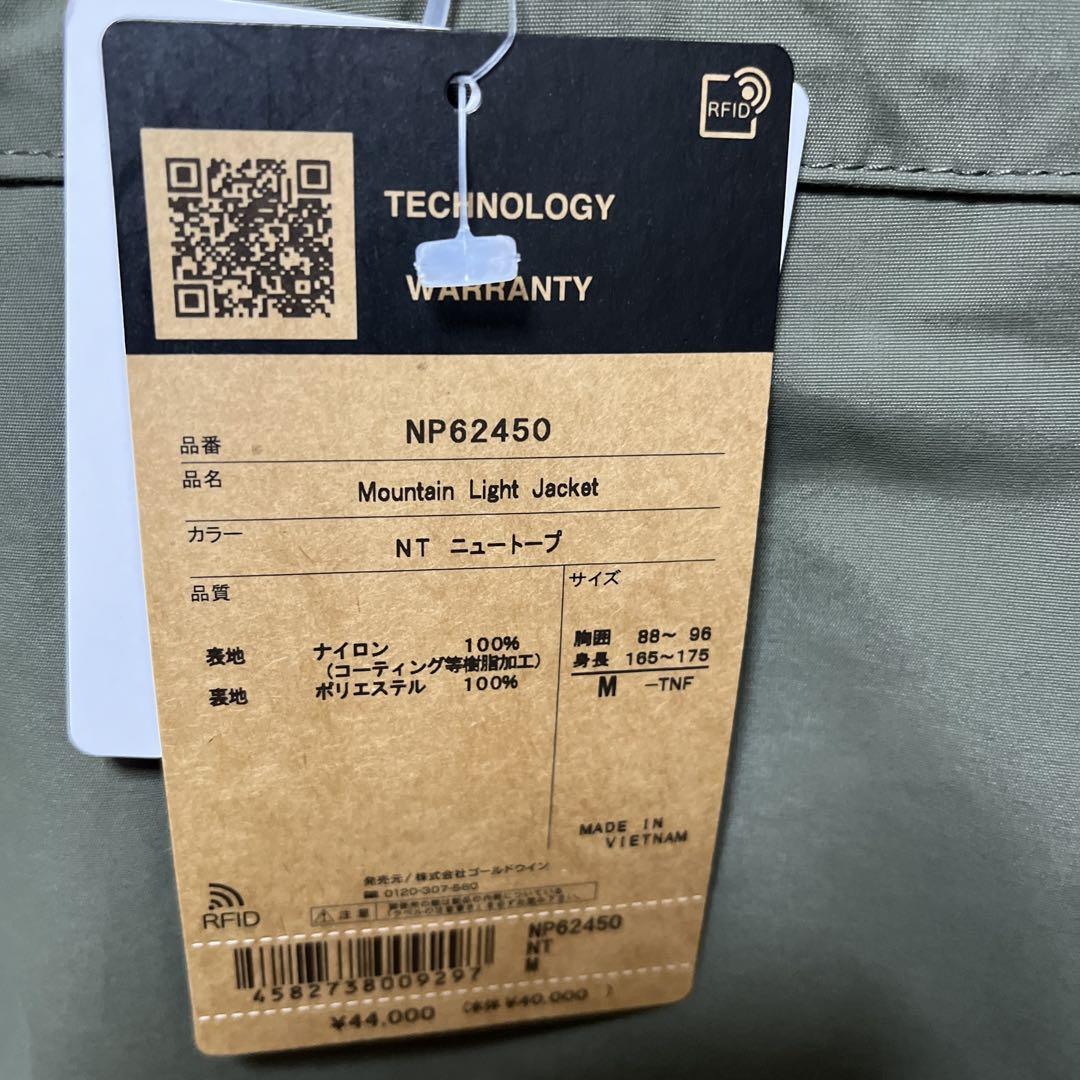 RFID
TECHNOLOGY
WARRANTY
品番 NP62450
品名 Mountain Light Jacket
カラー NT ニュートープ
品質
サイズ
表地 ナイロン 100%
(コーティング等樹脂加工)
裏地 ポリエステル 100%
胸囲 88〜 96
身長 165〜175
M -TNF
MADE IN
VIETNAM
発売元/株式会社ゴールドウイン
0120-307-560
RFID
注意
NP62450
NT
M
4582738009297
¥44,000 (本体 ¥40,000 )